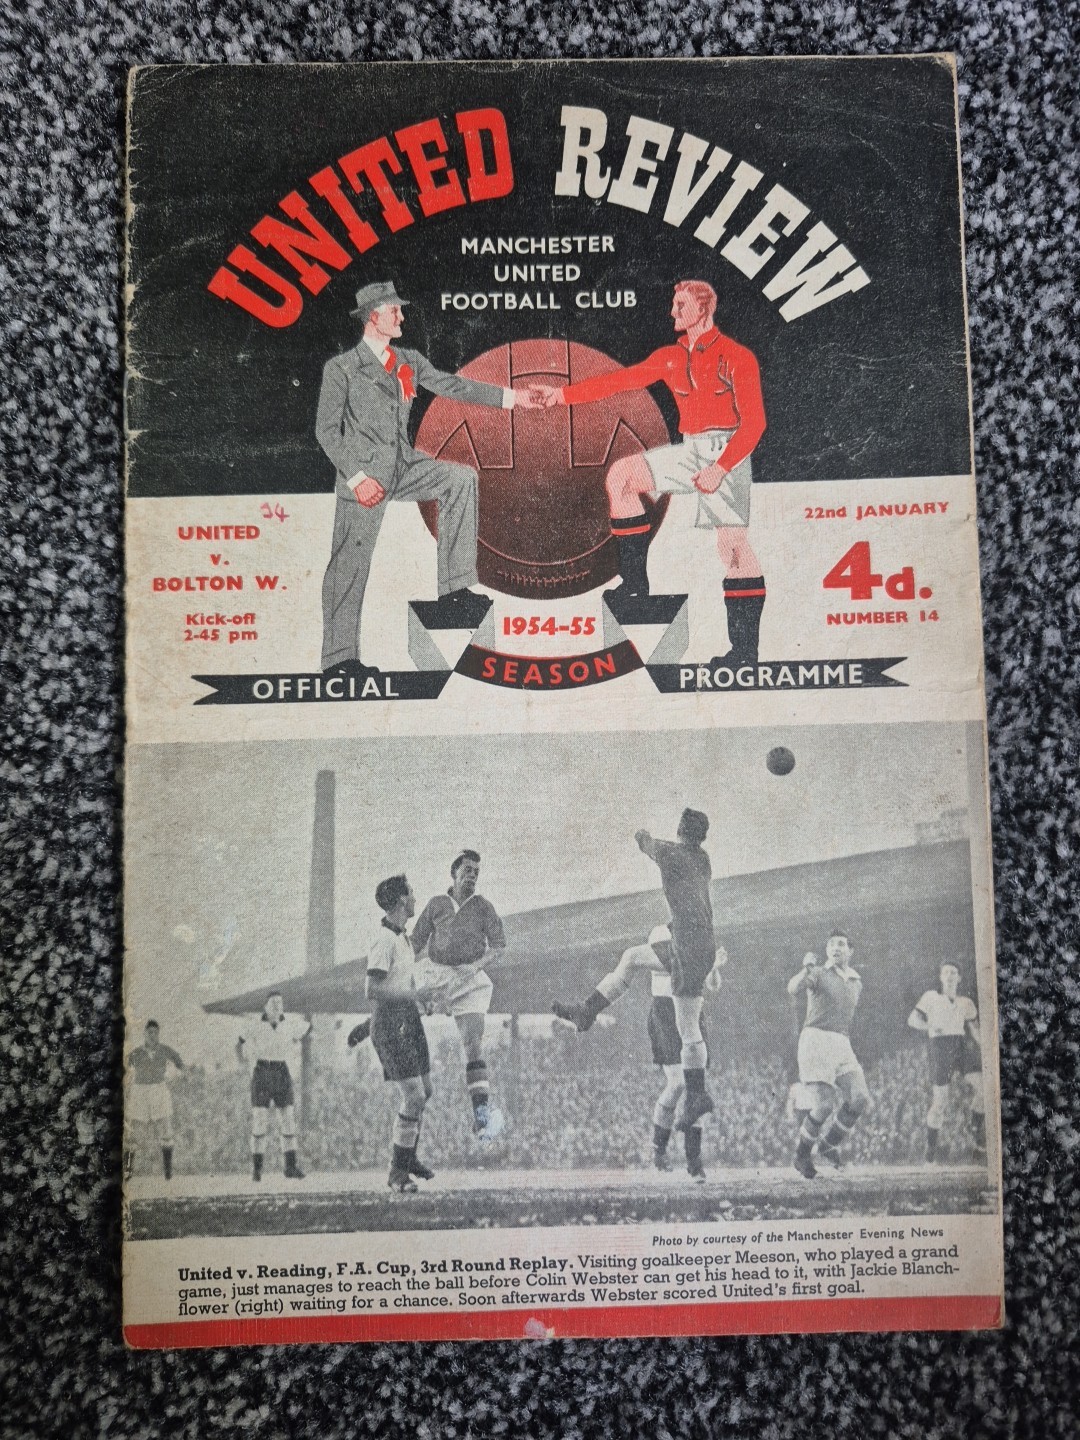 UNITED REVIEW
MANCHESTER
UNITED
FOOTBALL CLUB
34
UNITED
v.
BOLTON W.
Kick-off
2-45 pm
22nd JANUARY
4d.
NUMBER 14
1954-55
SEASON
OFFICIAL
PROGRAMME
Photo by courtesy of the Manchester Evening News
United v. Reading, F.A. Cup, 3rd Round Replay. Visiting goalkeeper Meeson, who played a grand
game, just manages to reach the ball before Colin Webster can get his head to it, with Jackie Blanch-
flower (right) waiting for a chance. Soon afterwards Webster scored United's first goal.